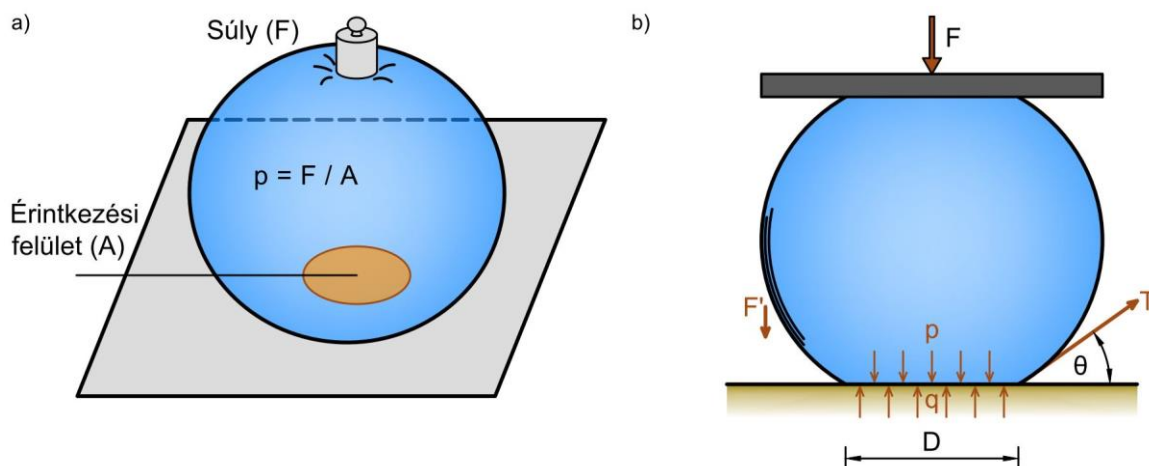 a)
Súly (F)
p = F / A
Érintkezési
felület (A)
b)
F
F'
p
T
θ
q
D